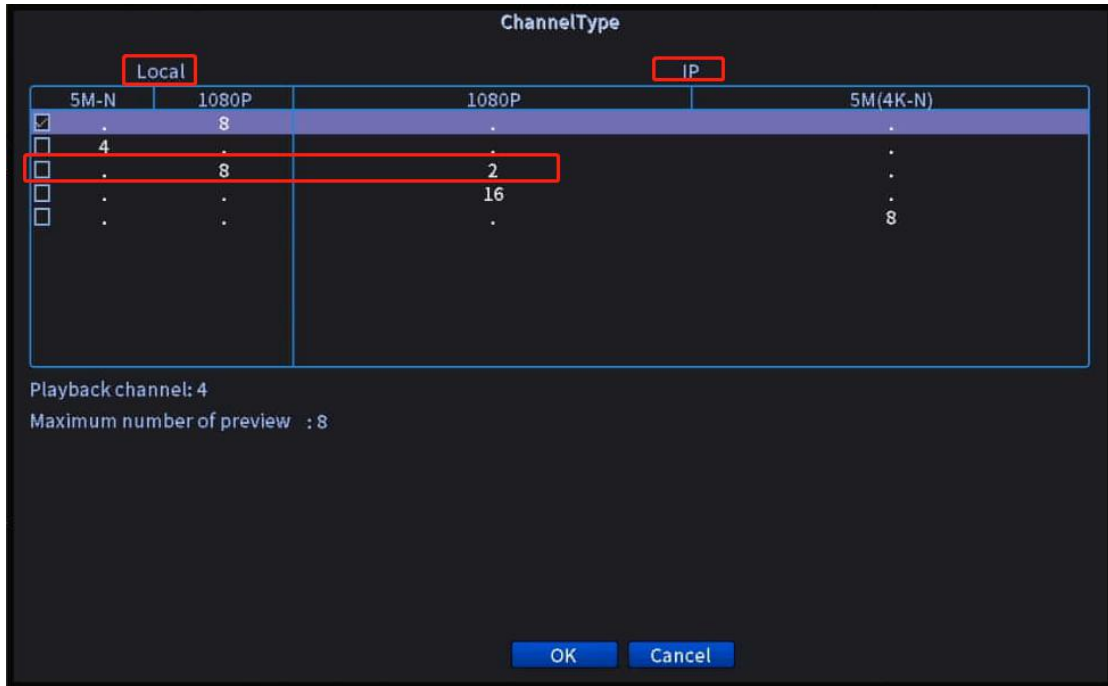 ChannelType
Local IP
5M-N 1080P 1080P 5M(4K-N)
. 8 . .
4 . . .
. 8 2 .
. . 16 .
. . . 8
Playback channel: 4
Maximum number of preview : 8
OK Cancel